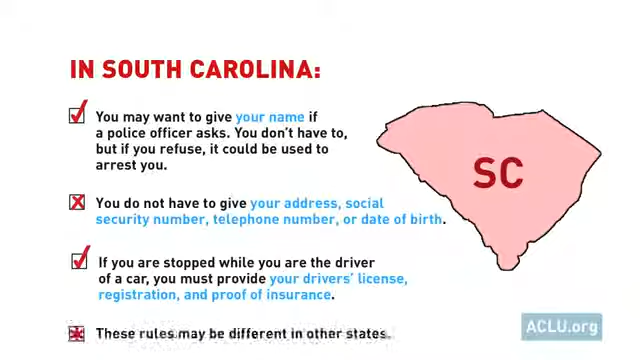 IN SOUTH CAROLINA:
You may want to give your name if
a police officer asks. You don't have to,
but if you refuse, it could be used to
arrest you.
You do not have to give your address, social
security number, telephone number, or date of birth.
If you are stopped while you are the driver
of a car, you must provide your drivers' license,
registration, and proof of insurance.
These rules may be different in other states.
SC
ACLU.org